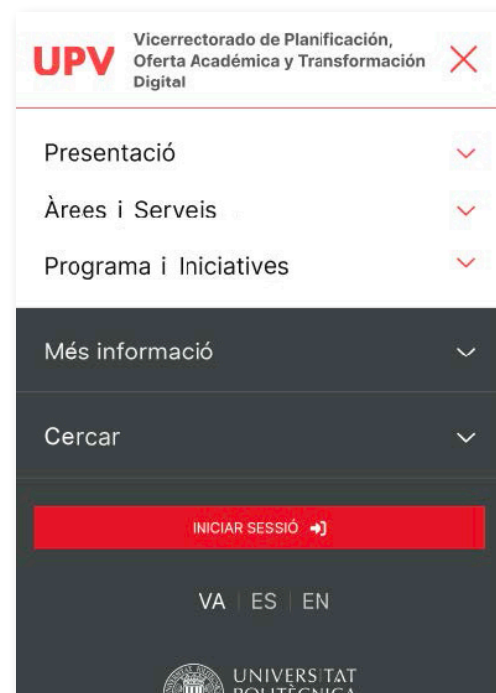 UPV
Vicerrectorado de Planificación,
Oferta Académica y Transformación
Digital
Presentació
Àrees i Serveis
Programa i Iniciatives
Més informació
Cercar
INICIAR SESSIÓ
VA | ES | EN
UNIVERSITAT
POLITÈCNICA